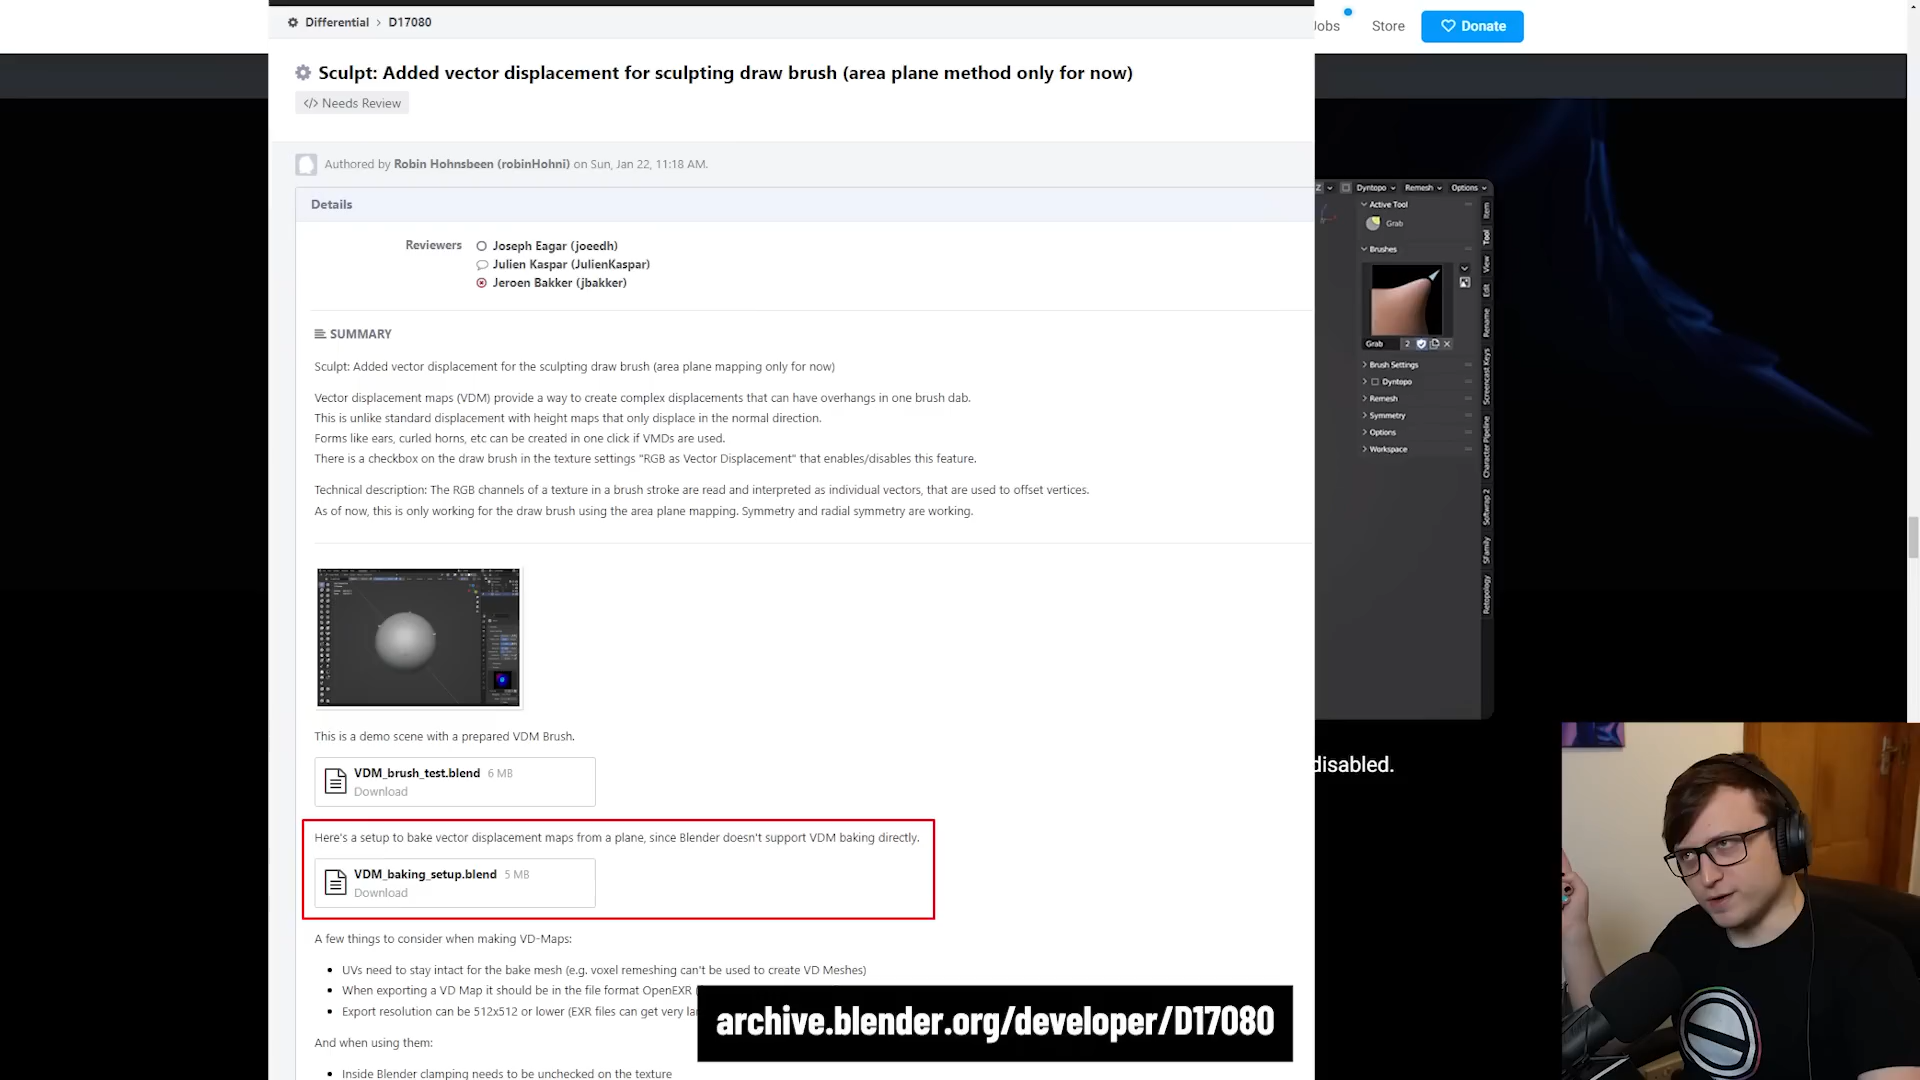 Differential › D17080
Jobs
Store
Donate
Sculpt: Added vector displacement for sculpting draw brush (area plane method only for now)
</> Needs Review
Authored by Robin Hohnsbeen (robinHohni) on Sun, Jan 22, 11:18 AM.
Details
Reviewers
Joseph Eagar (joeedh)
Julien Kaspar (JulienKaspar)
Jeroen Bakker (jbakker)
SUMMARY
Sculpt: Added vector displacement for the sculpting draw brush (area plane mapping only for now)
Vector displacement maps (VDM) provide a way to create complex displacements that can have overhangs in one brush dab.
This is unlike standard displacement with height maps that only displace in the normal direction.
Forms like ears, curled horns, etc can be created in one click if VMDs are used.
There is a checkbox on the draw brush in the texture settings "RGB as Vector Displacement" that enables/disables this feature.
Technical description: The RGB channels of a texture in a brush stroke are read and interpreted as individual vectors, that are used to offset vertices.
As of now, this is only working for the draw brush using the area plane mapping. Symmetry and radial symmetry are working.
This is a demo scene with a prepared VDM Brush.
VDM_brush_test.blend 6 MB
Download
Here's a setup to bake vector displacement maps from a plane, since Blender doesn't support VDM baking directly.
VDM_baking_setup.blend 5 MB
Download
A few things to consider when making VD-Maps:
• UVs need to stay intact for the bake mesh (e.g. voxel remeshing can't be used to create VD Meshes)
• When exporting a VD Map it should be in the file format OpenEXR (
• Export resolution can be 512x512 or lower (EXR files can get very la
And when using them:
• Inside Blender clamping needs to be unchecked on the texture
archive.blender.org/developer/D17080
Z
Dyntopo
Remesh
Options
Active Tool
Grab
Brushes
Grab 2
Brush Settings
Dyntopo
Remesh
Symmetry
Options
Workspace
Item
Tool
View
Edit
Rename
Screencast Keys
Character Pipeline
Softwrap 2
SFamily
Retopology
disabled.